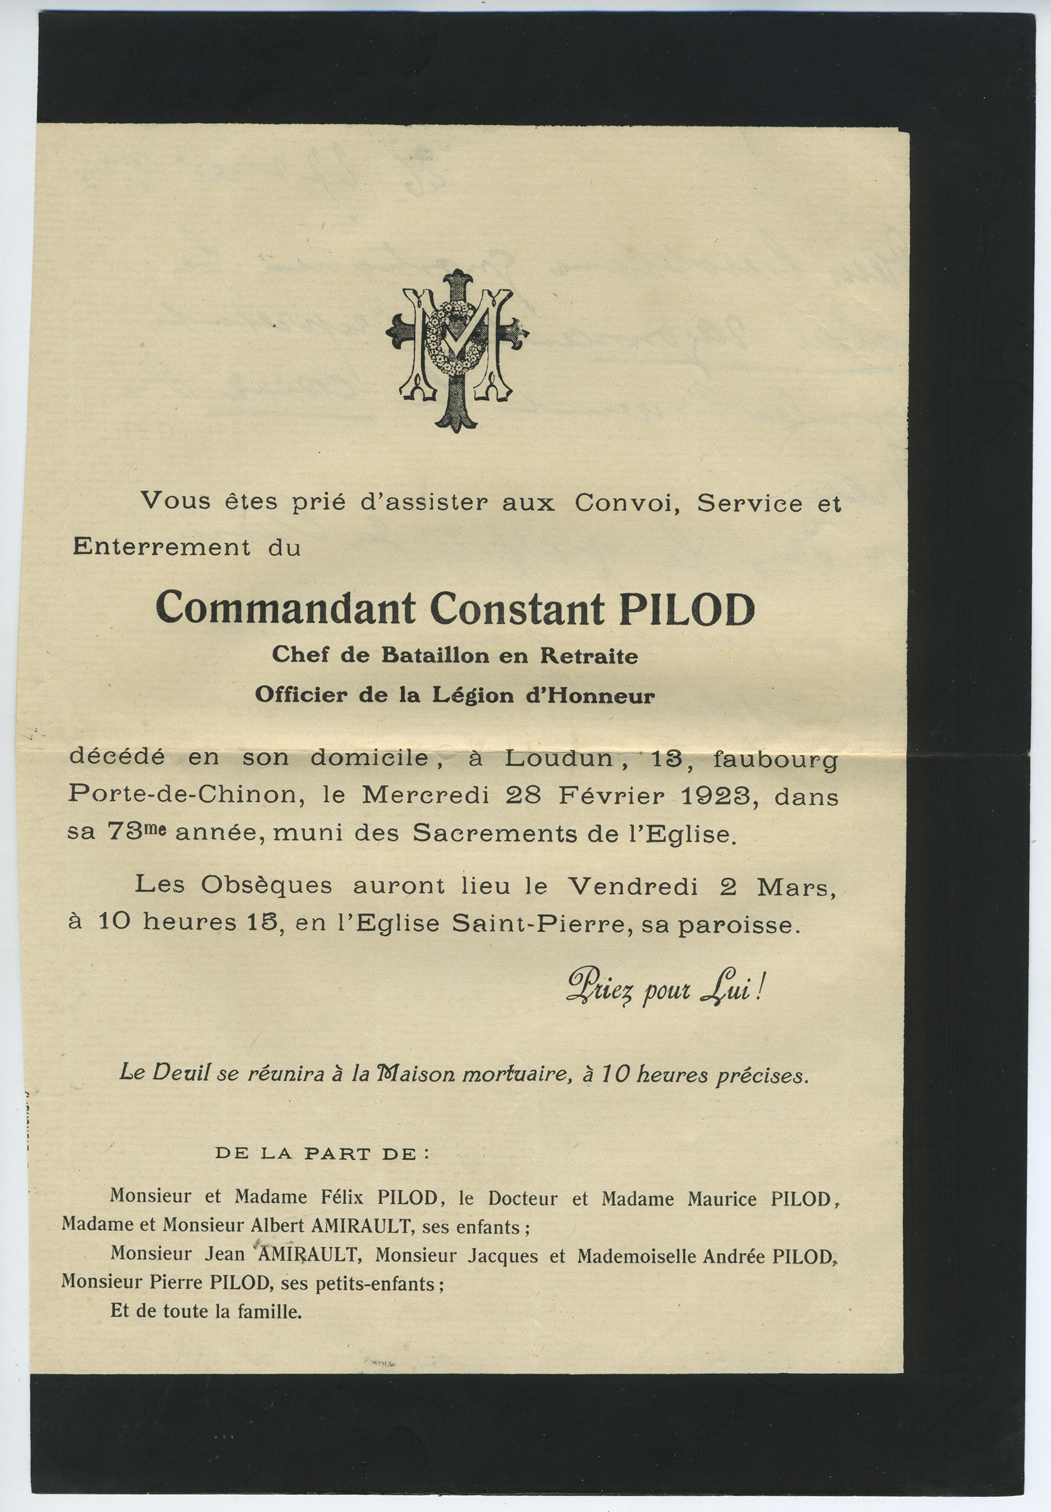 M
Vous êtes prié d'assister aux Convoi, Service et
Enterrement du
Commandant Constant PILOD
Chef de Bataillon en Retraite
Officier de la Légion d'Honneur
décédé en son domicile, à Loudun, 13, faubourg
Porte-de-Chinon, le Mercredi 28 Février 1923, dans
sa 73me année, muni des Sacrements de l'Eglise.
Les Obsèques auront lieu le Vendredi 2 Mars,
à 10 heures 15, en l'Eglise Saint-Pierre, sa paroisse.
Priez pour Lui !
Le Deuil se réunira à la Maison mortuaire, à 10 heures précises.
DE LA PART DE :
Monsieur et Madame Félix PILOD, le Docteur et Madame Maurice PILOD,
Madame et Monsieur Albert AMIRAULT, ses enfants ;
Monsieur Jean AMIRAULT, Monsieur Jacques et Mademoiselle Andrée PILOD,
Monsieur Pierre PILOD, ses petits-enfants ;
Et de toute la famille.